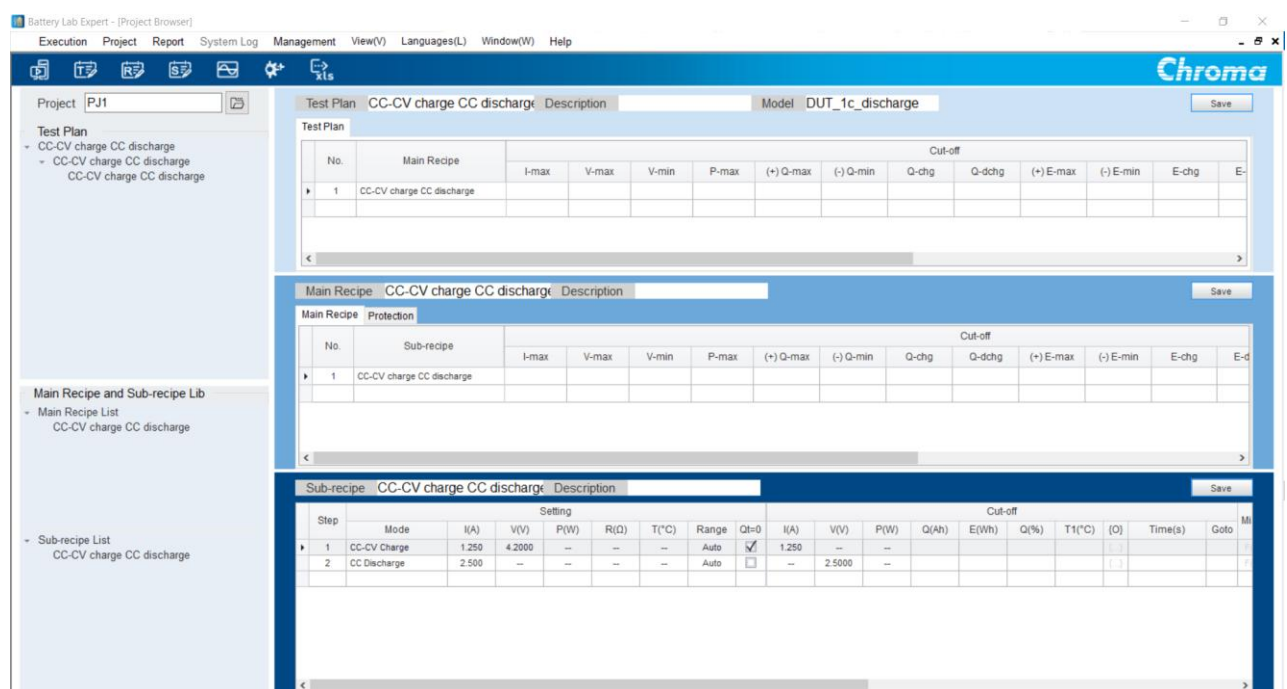 Battery Lab Expert - [Project Browser]
Execution Project Report System Log Management View(V) Languages(L) Window(W) Help
xls
Chroma
Project PJ1
Test Plan
CC-CV charge CC discharge
CC-CV charge CC discharge
CC-CV charge CC discharge
Main Recipe and Sub-recipe Lib
Main Recipe List
CC-CV charge CC discharge
Sub-recipe List
CC-CV charge CC discharge
Test Plan CC-CV charge CC discharge Description Model DUT_1c_discharge Save
Test Plan
No. Main Recipe Cut-off
I-max V-max V-min P-max (+) Q-max (-) Q-min Q-chg Q-dchg (+) E-max (-) E-min E-chg E-
1 CC-CV charge CC discharge
Main Recipe CC-CV charge CC discharge Description Save
Main Recipe Protection
No. Sub-recipe Cut-off
I-max V-max V-min P-max (+) Q-max (-) Q-min Q-chg Q-dchg (+) E-max (-) E-min E-chg E-d
1 CC-CV charge CC discharge
Sub-recipe CC-CV charge CC discharge Description Save
Step Setting Cut-off Mi
Mode I(A) V(V) P(W) R(Ω) T(°C) Range Qt=0 I(A) V(V) P(W) Q(Ah) E(Wh) Q(%) T1(°C) {O} Time(s) Goto
1 CC-CV Charge 1.250 4.2000 -- -- -- Auto 1.250 -- --
2 CC Discharge 2.500 -- -- -- -- Auto -- 2.5000 --